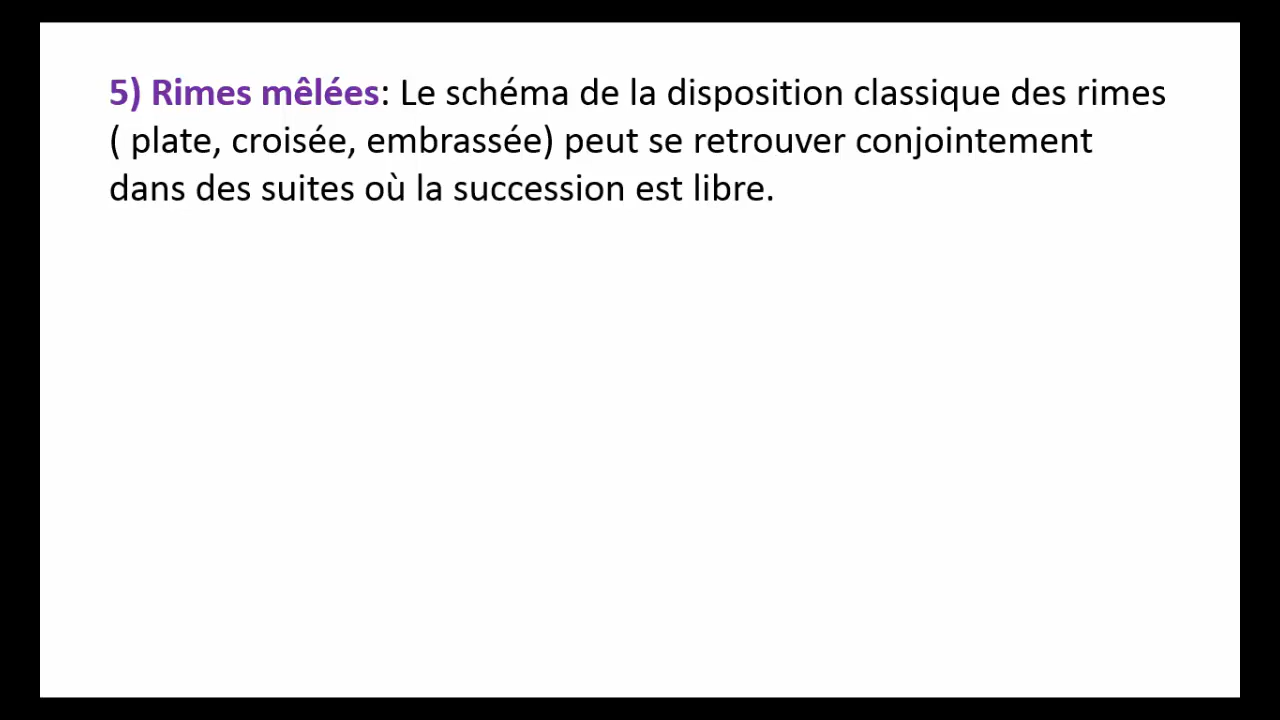 5) Rimes mêlées: Le schéma de la disposition classique des rimes
( plate, croisée, embrassée) peut se retrouver conjointement
dans des suites où la succession est libre.